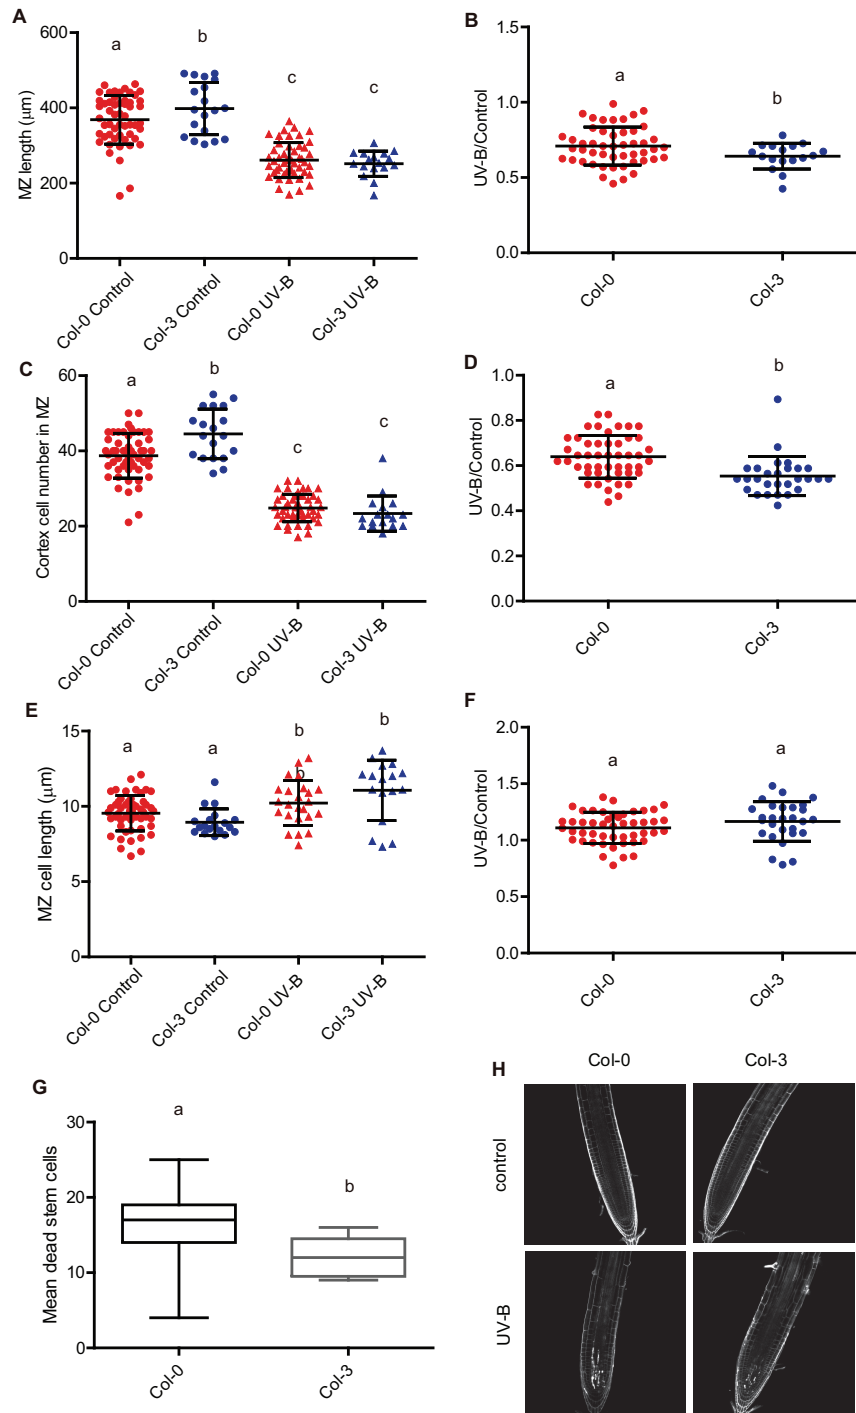 A
MZ length (μm)
600
400
200
0
a
b
c
c
Col-0 Control
Col-3 Control
Col-0 UV-B
Col-3 UV-B
B
UV-B/Control
1.5
1.0
0.5
0.0
a
b
Col-0
Col-3
C
Cortex cell number in MZ
60
40
20
0
a
b
c
c
Col-0 Control
Col-3 Control
Col-0 UV-B
Col-3 UV-B
D
UV-B/Control
1.0
0.8
0.6
0.4
0.2
0.0
a
b
Col-0
Col-3
E
MZ cell length (μm)
15
10
5
0
a
a
b
b
b
Col-0 Control
Col-3 Control
Col-0 UV-B
Col-3 UV-B
F
UV-B/Control
2.0
1.5
1.0
0.5
0.0
a
a
Col-0
Col-3
G
Mean dead stem cells
30
20
10
0
a
b
Col-0
Col-3
H
Col-0
Col-3
control
UV-B